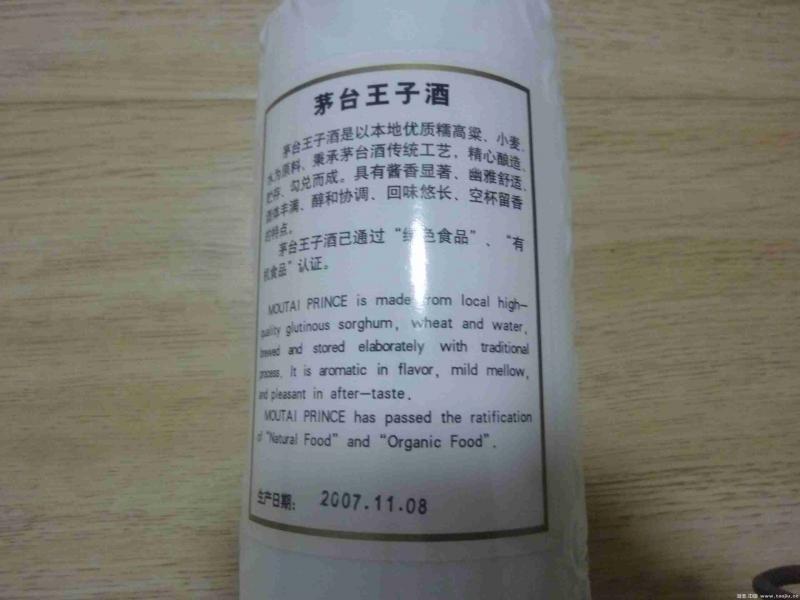 茅台王子酒
茅台王子酒是以本地优质糯高粱、小麦、
水为原料、秉承茅台酒传统工艺，精心酿造、
贮存、勾兑而成。具有酱香显著、幽雅舒适、
酒体丰满、醇和协调、回味悠长、空杯留香
的特点。
茅台王子酒已通过“绿色食品”、“有
机食品”认证。
MOUTAI PRINCE is made from local high-
quality glutinous sorghum, wheat and water,
brewed and stored elaborately with traditional
process. It is aromatic in flavor, mild mellow,
and pleasant in after-taste.
MOUTAI PRINCE has passed the ratification
of "Natural Food" and "Organic Food".
生产日期: 2007.11.08
www.taojiu.cc